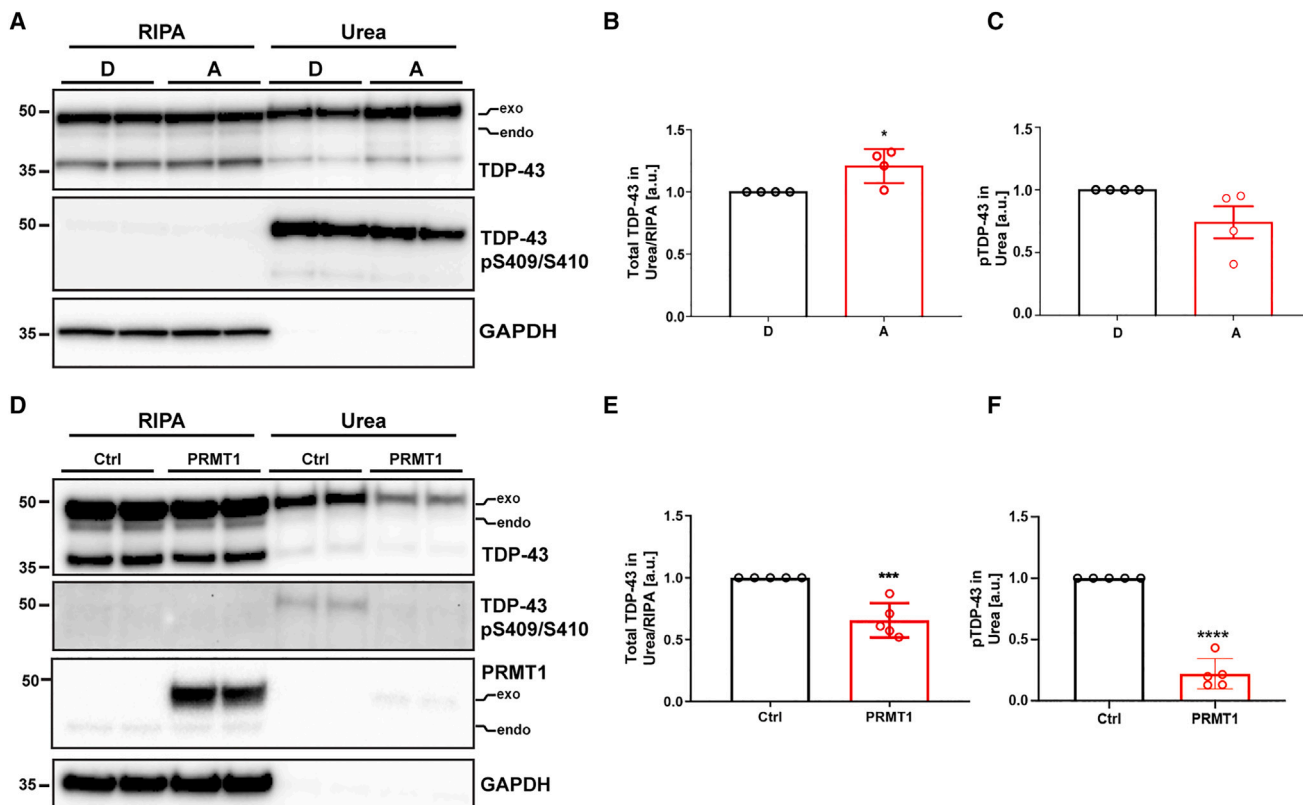 A
RIPA Urea
D A D A
50
exo
endo
35
TDP-43
50
TDP-43
pS409/S410
35
GAPDH
B
Total TDP-43 in
Urea/RIPA [a.u.]
1.5
1.0
0.5
0.0
*
D A
C
pTDP-43 in
Urea [a.u.]
1.5
1.0
0.5
0.0
D A
D
RIPA Urea
Ctrl PRMT1 Ctrl PRMT1
50
exo
endo
35
TDP-43
50
TDP-43
pS409/S410
50
PRMT1
exo
endo
35
GAPDH
E
Total TDP-43 in
Urea/RIPA [a.u.]
1.5
1.0
0.5
0.0
***
Ctrl PRMT1
F
pTDP-43 in
Urea [a.u.]
1.5
1.0
0.5
0.0
****
Ctrl PRMT1